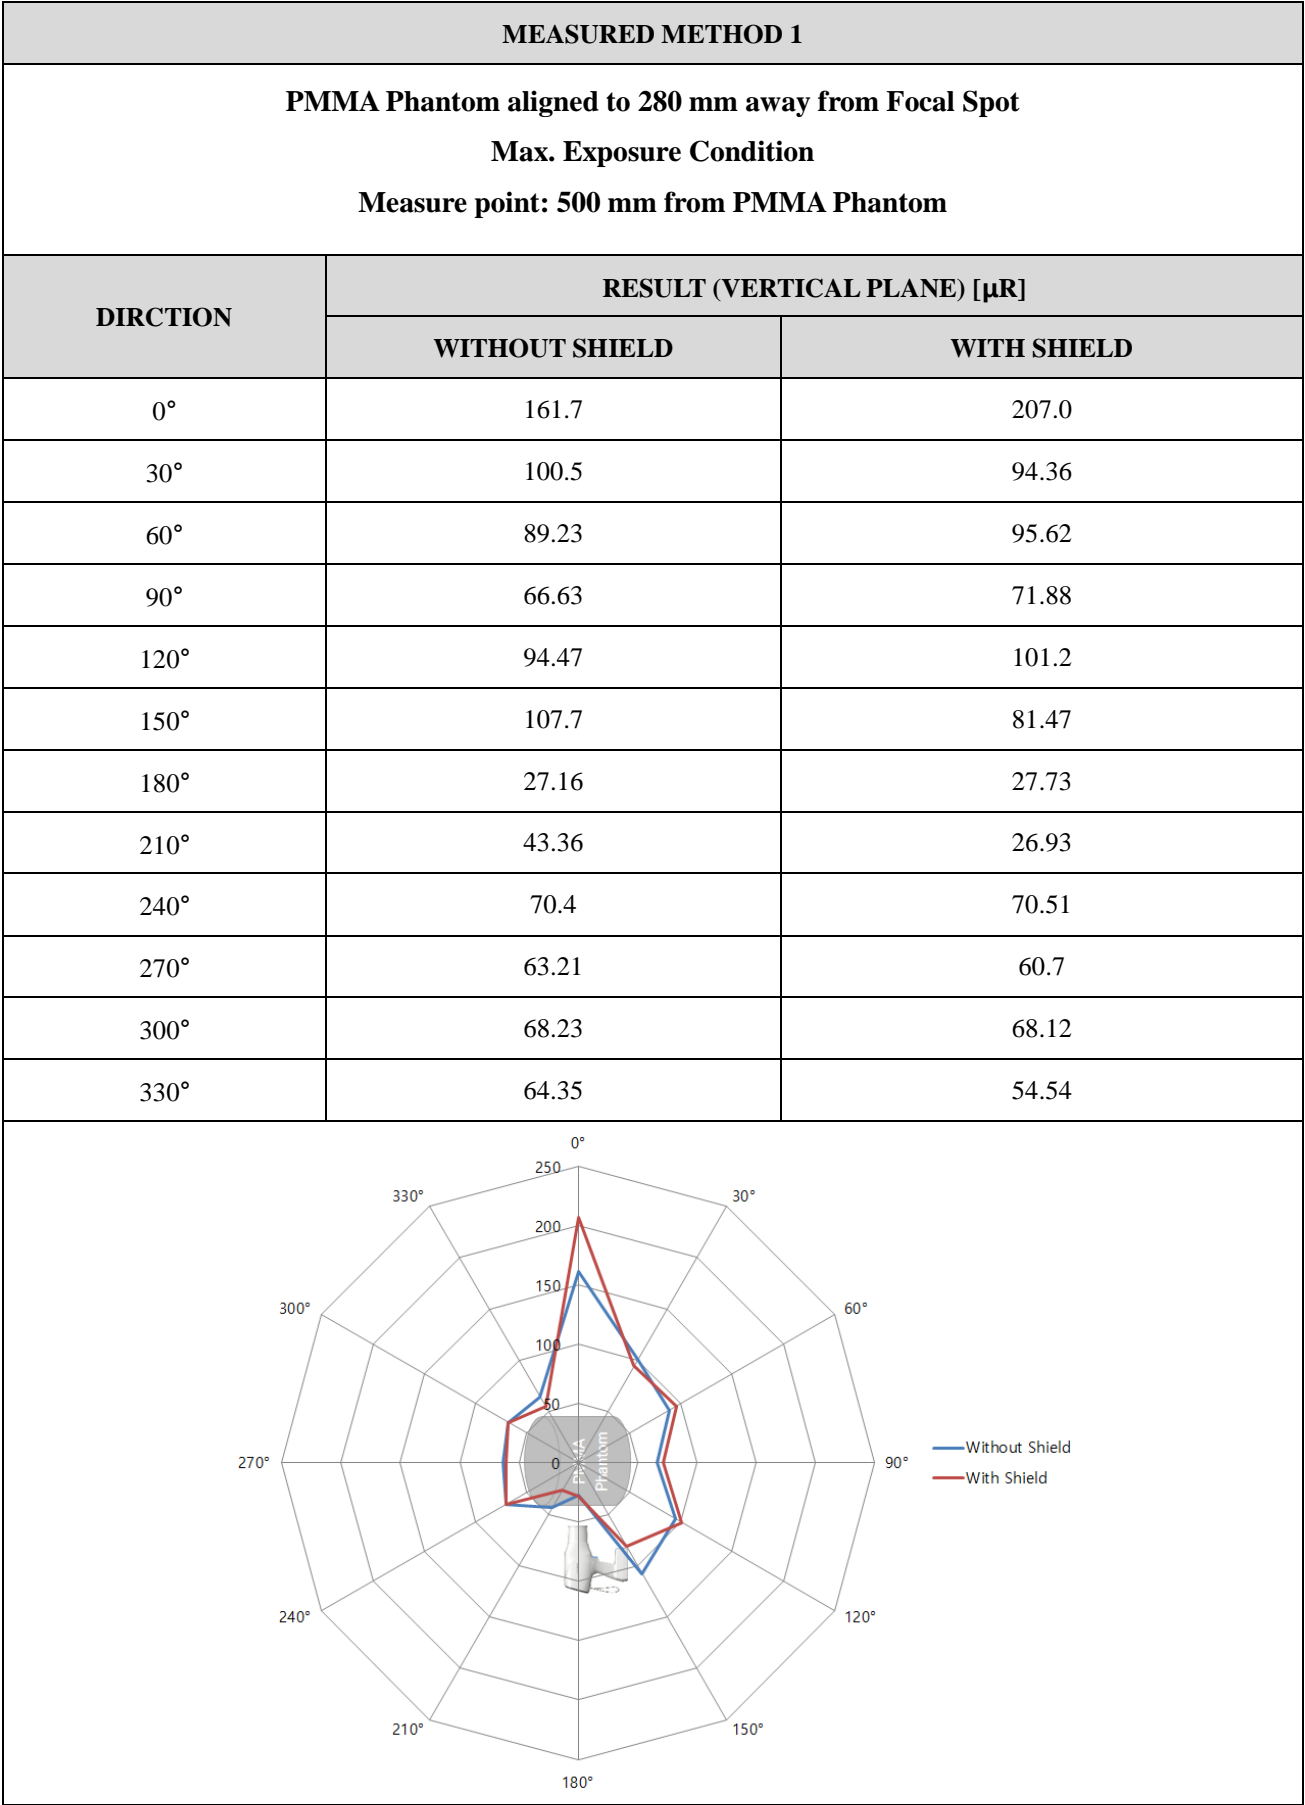 MEASURED METHOD 1
PMMA Phantom aligned to 280 mm away from Focal Spot
Max. Exposure Condition
Measure point: 500 mm from PMMA Phantom
DIRCTION
RESULT (VERTICAL PLANE) [μR]
WITHOUT SHIELD WITH SHIELD
0° 161.7 207.0
30° 100.5 94.36
60° 89.23 95.62
90° 66.63 71.88
120° 94.47 101.2
150° 107.7 81.47
180° 27.16 27.73
210° 43.36 26.93
240° 70.4 70.51
270° 63.21 60.7
300° 68.23 68.12
330° 64.35 54.54
0°
250
330° 30°
200
150
300° 60°
100
50
PMMA
Phantom
270° 0 90°
Without Shield
With Shield
240° 120°
210° 150°
180°